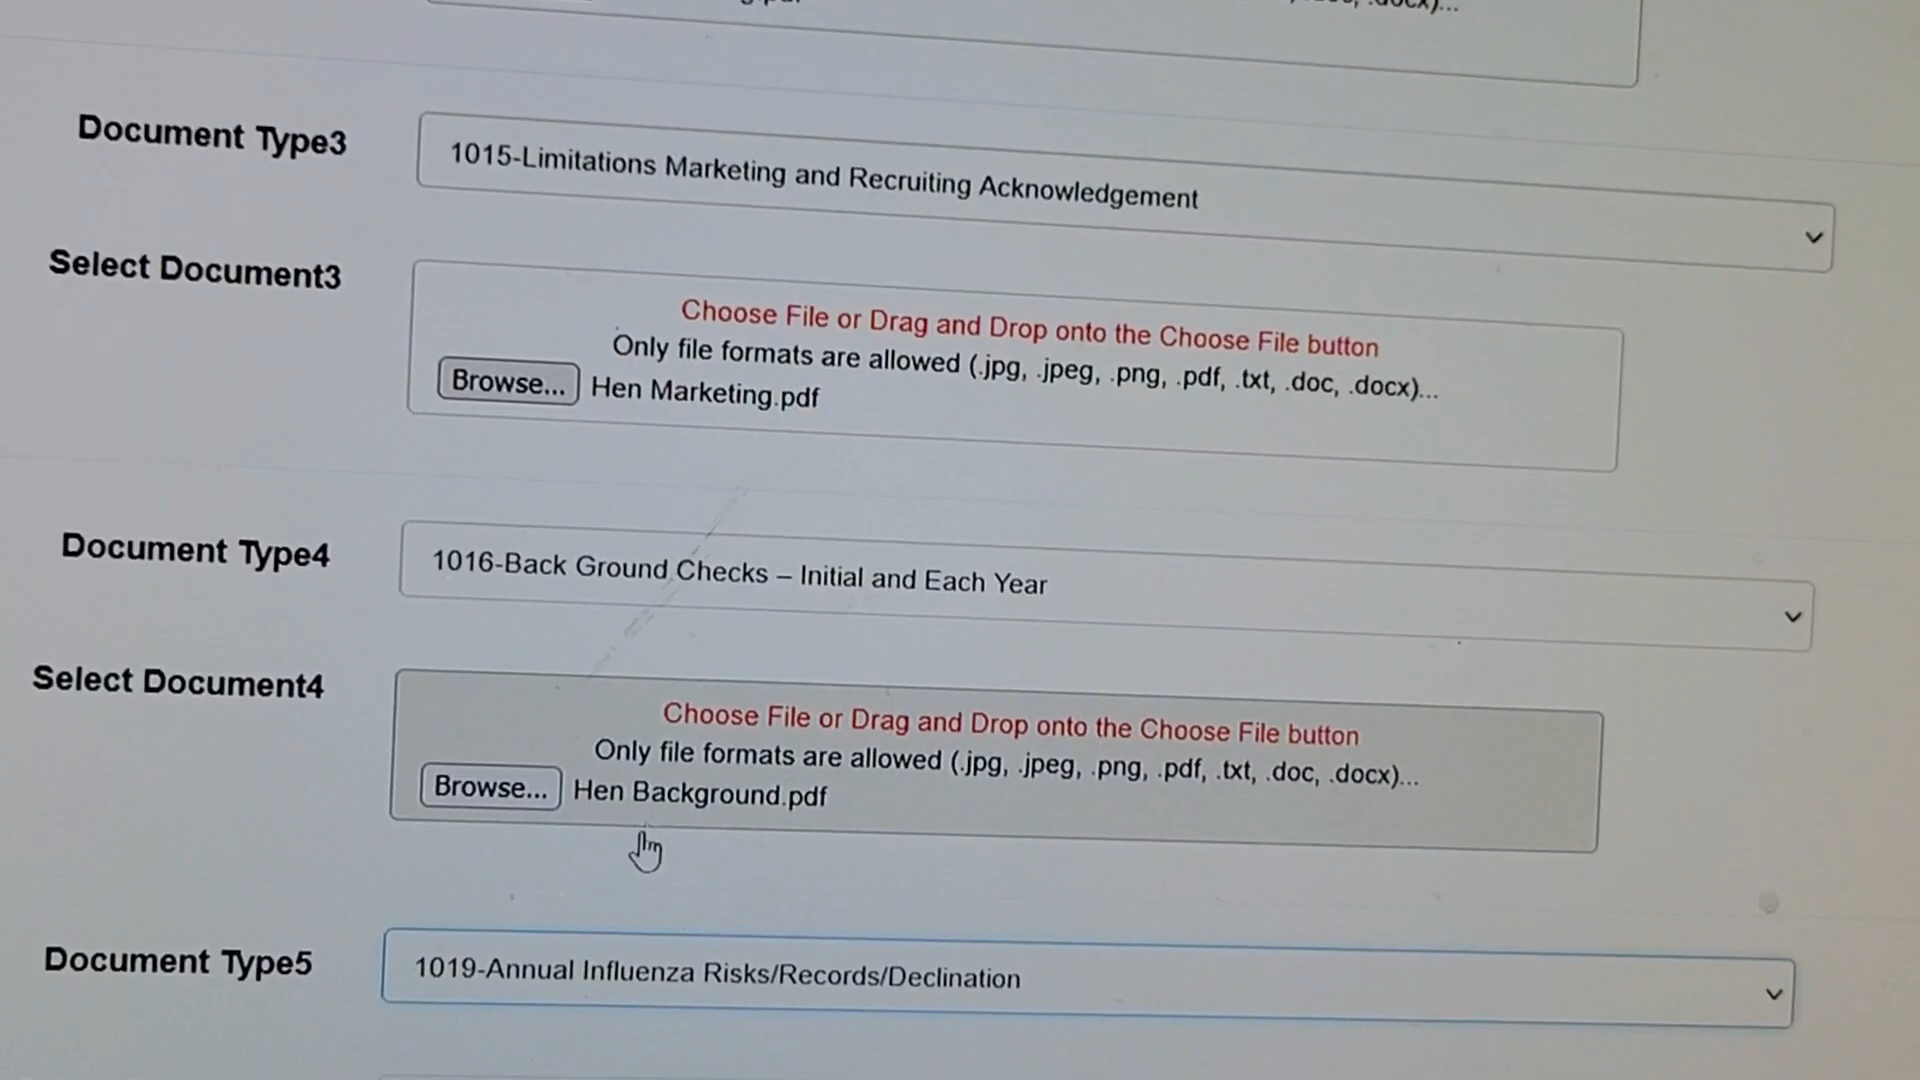 Document Type3
1015-Limitations Marketing and Recruiting Acknowledgement
Select Document3
Choose File or Drag and Drop onto the Choose File button
Only file formats are allowed (.jpg, .jpeg, .png, .pdf, .txt, .doc, .docx)...
Browse... Hen Marketing.pdf
Document Type4
1016-Back Ground Checks – Initial and Each Year
Select Document4
Choose File or Drag and Drop onto the Choose File button
Only file formats are allowed (.jpg, .jpeg, .png, .pdf, .txt, .doc, .docx)...
Browse... Hen Background.pdf
Document Type5
1019-Annual Influenza Risks/Records/Declination